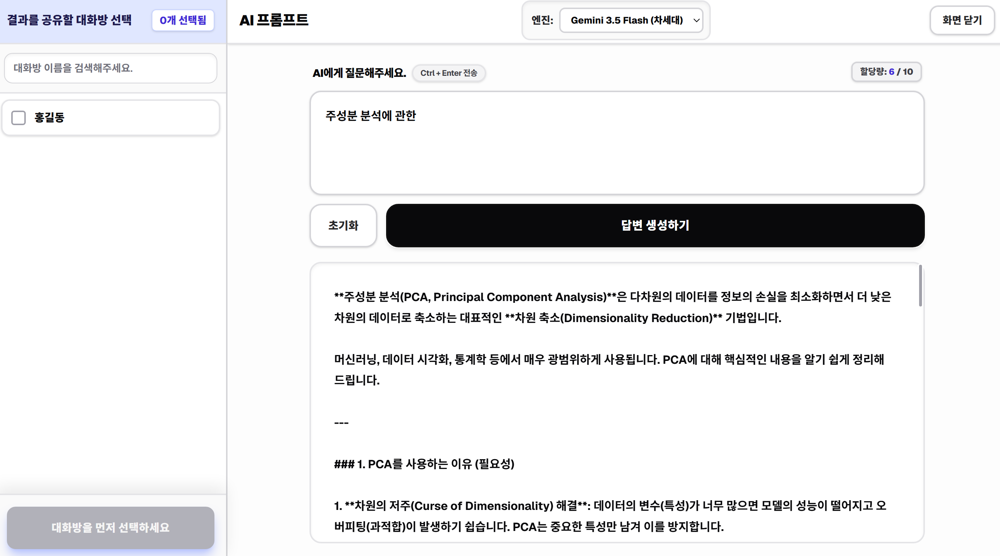 결과를 공유할 대화방 선택
0개 선택됨
대화방 이름을 검색해주세요.
홍길동
대화방을 먼저 선택하세요
AI 프롬프트
엔진:
Gemini 3.5 Flash (차세대)
화면 닫기
AI에게 질문해주세요.
Ctrl + Enter 전송
할당량: 6 / 10
주성분 분석에 관한
초기화
답변 생성하기
**주성분 분석(PCA, Principal Component Analysis)**은 다차원의 데이터를 정보의 손실을 최소화하면서 더 낮은
차원의 데이터로 축소하는 대표적인 **차원 축소(Dimensionality Reduction)** 기법입니다.
머신러닝, 데이터 시각화, 통계학 등에서 매우 광범위하게 사용됩니다. PCA에 대해 핵심적인 내용을 알기 쉽게 정리해
드립니다.
---
### 1. PCA를 사용하는 이유 (필요성)
1. **차원의 저주(Curse of Dimensionality) 해결**: 데이터의 변수(특성)가 너무 많으면 모델의 성능이 떨어지고 오
버피팅(과적합)이 발생하기 쉽습니다. PCA는 중요한 특성만 남겨 이를 방지합니다.